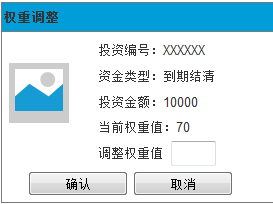 权重调整
投资编号：XXXXXX
资金类型：到期结清
投资金额：10000
当前权重值：70
调整权重值
确认 取消